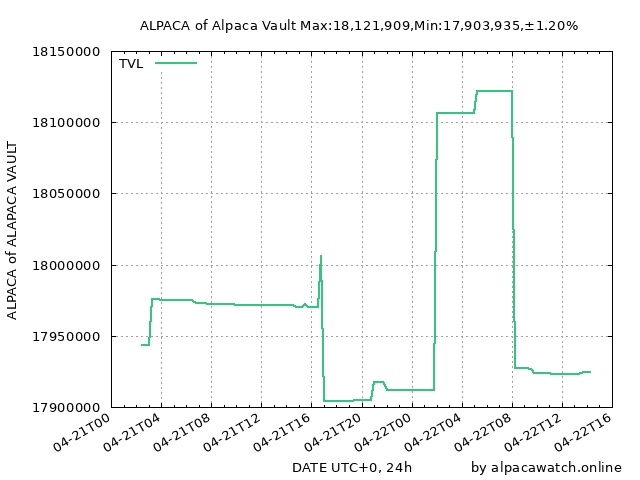 ALPACA of Alpaca Vault Max:18,121,909,Min:17,903,935,±1.20%
TVL
18150000
18100000
18050000
18000000
17950000
17900000
ALPACA of ALAPACA VAULT
04-21T00
04-21T04
04-21T08
04-21T12
04-21T16
04-21T20
04-22T00
04-22T04
04-22T08
04-22T12
04-22T16
DATE UTC+0, 24h
by alpacawatch.online